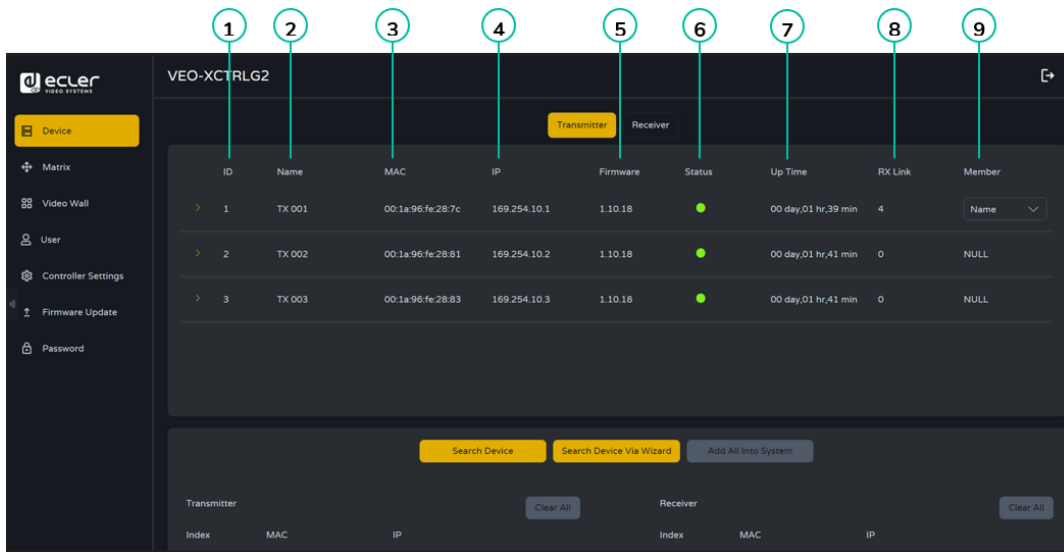 1 2 3 4 5 6 7 8 9
ecler
VIDEO SYSTEMS
VEO-XCTRLG2
Device
Matrix
Video Wall
User
Controller Settings
Firmware Update
Password
Transmitter Receiver
ID Name MAC IP Firmware Status Up Time RX Link Member
1 TX 001 00:1a:96:fe:28:7c 169.254.10.1 1.10.18 00 day,01 hr,39 min 4 Name
2 TX 002 00:1a:96:fe:28:81 169.254.10.2 1.10.18 00 day,01 hr,41 min 0 NULL
3 TX 003 00:1a:96:fe:28:83 169.254.10.3 1.10.18 00 day,01 hr,41 min 0 NULL
Search Device Search Device Via Wizard Add All Into System
Transmitter Clear All Receiver Clear All
Index MAC IP Index MAC IP